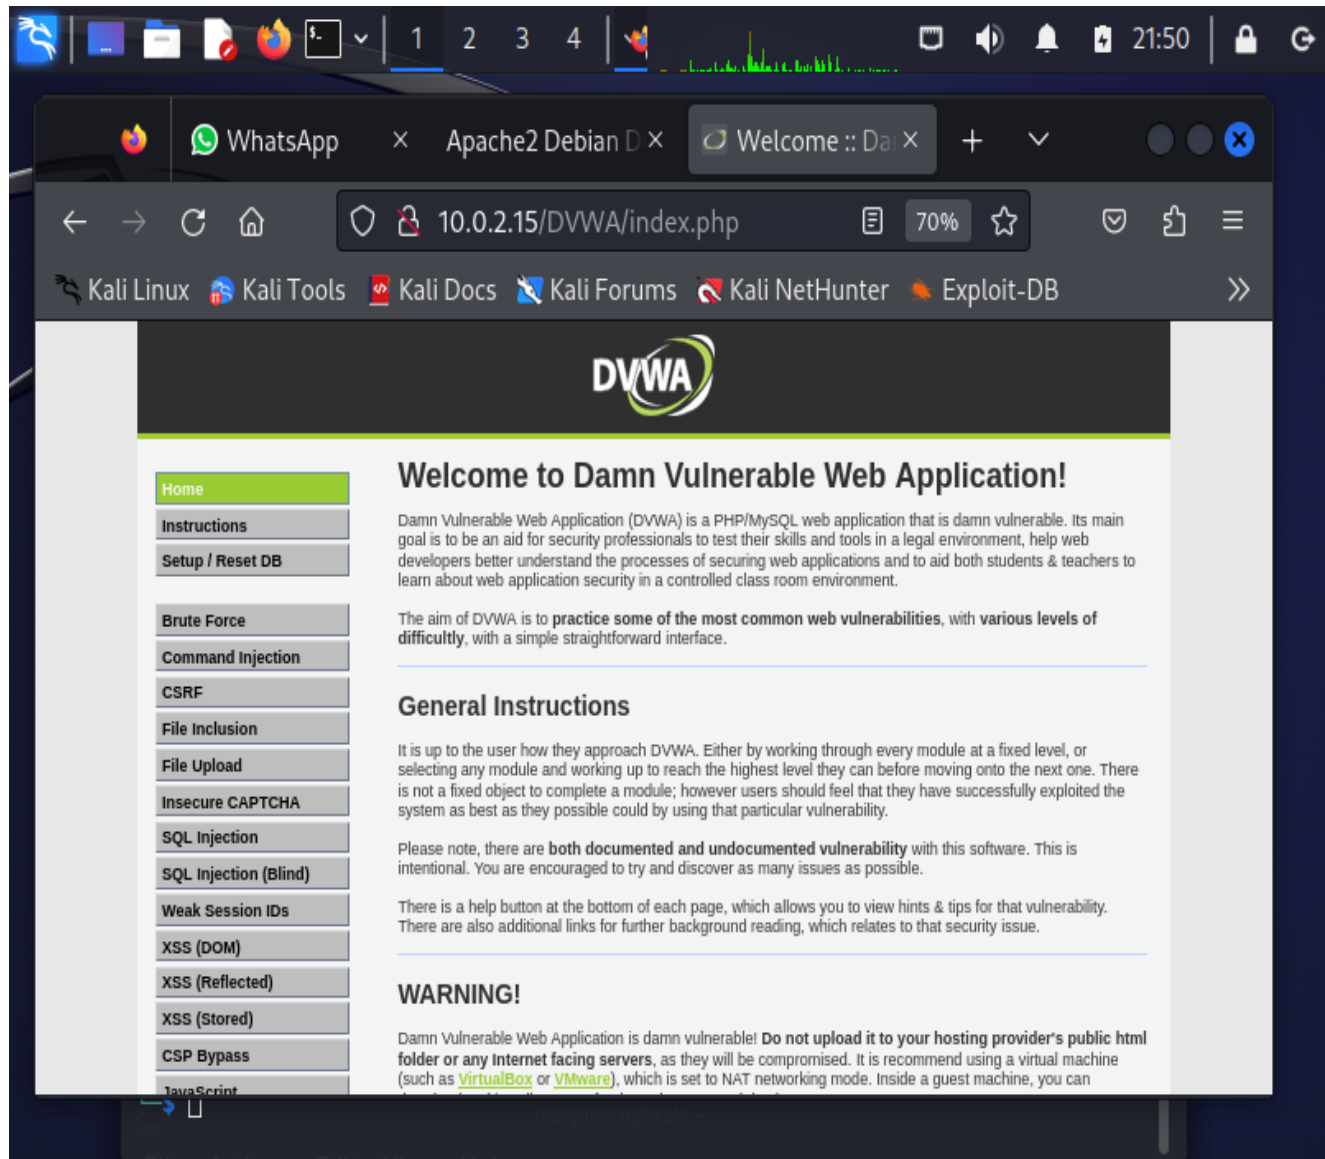 1 2 3 4 21:50
WhatsApp × Apache2 Debian D × Welcome :: Da ×
10.0.2.15/DVWA/index.php 70%
Kali Linux Kali Tools Kali Docs Kali Forums Kali NetHunter Exploit-DB
DVWA
Home
Instructions
Setup / Reset DB
Brute Force
Command Injection
CSRF
File Inclusion
File Upload
Insecure CAPTCHA
SQL Injection
SQL Injection (Blind)
Weak Session IDs
XSS (DOM)
XSS (Reflected)
XSS (Stored)
CSP Bypass
JavaScript
Welcome to Damn Vulnerable Web Application!
Damn Vulnerable Web Application (DVWA) is a PHP/MySQL web application that is damn vulnerable. Its main
goal is to be an aid for security professionals to test their skills and tools in a legal environment, help web
developers better understand the processes of securing web applications and to aid both students & teachers to
learn about web application security in a controlled class room environment.
The aim of DVWA is to practice some of the most common web vulnerabilities, with various levels of
difficultly, with a simple straightforward interface.
General Instructions
It is up to the user how they approach DVWA. Either by working through every module at a fixed level, or
selecting any module and working up to reach the highest level they can before moving onto the next one. There
is not a fixed object to complete a module; however users should feel that they have successfully exploited the
system as best as they possible could by using that particular vulnerability.
Please note, there are both documented and undocumented vulnerability with this software. This is
intentional. You are encouraged to try and discover as many issues as possible.
There is a help button at the bottom of each page, which allows you to view hints & tips for that vulnerability.
There are also additional links for further background reading, which relates to that security issue.
WARNING!
Damn Vulnerable Web Application is damn vulnerable! Do not upload it to your hosting provider's public html
folder or any Internet facing servers, as they will be compromised. It is recommend using a virtual machine
(such as VirtualBox or VMware), which is set to NAT networking mode. Inside a guest machine, you can
$